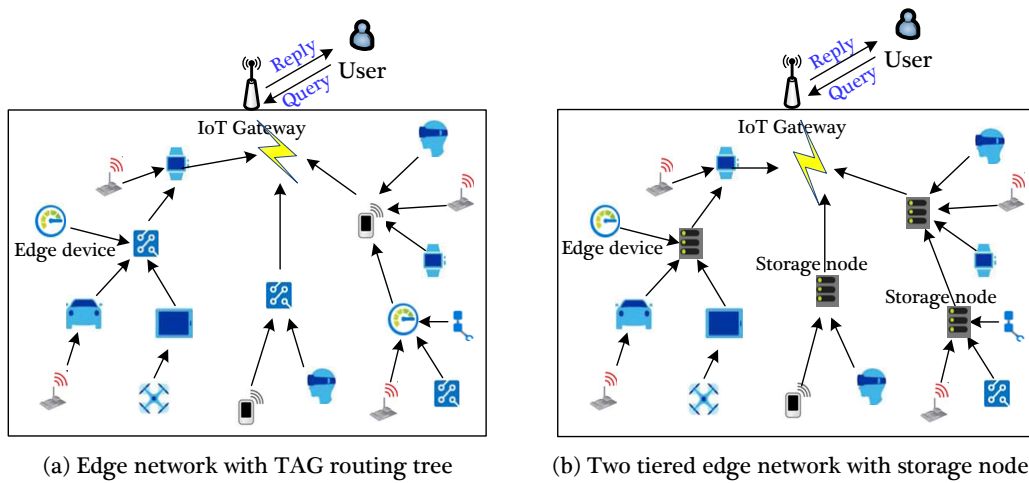 Reply
Query
User
IoT Gateway
Edge device
(a) Edge network with TAG routing tree
Reply
Query
User
IoT Gateway
Edge device
Storage node
Storage node
(b) Two tiered edge network with storage node